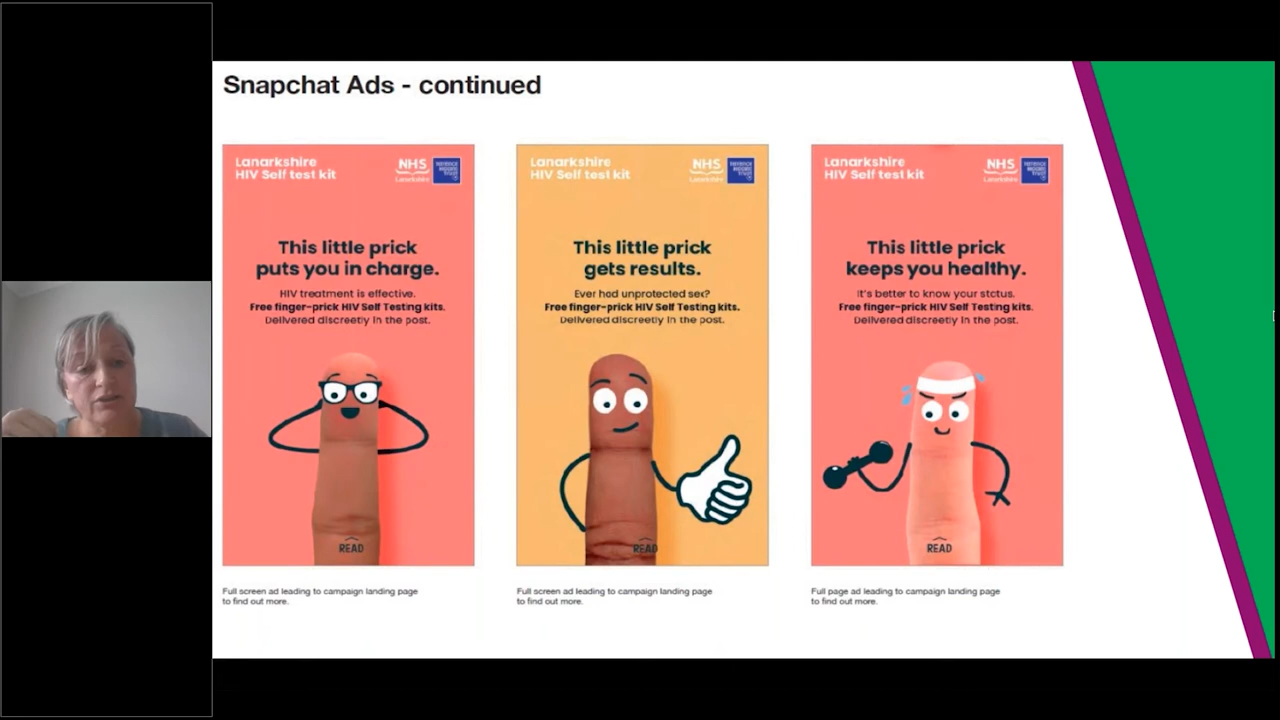 Snapchat Ads - continued
Lanarkshire
HIV Self test kit
NHS
Lanarkshire
This little prick
puts you in charge.
HIV treatment is effective.
Free finger-prick HIV Self Testing kits.
Delivered discreetly in the post.
READ
Full screen ad leading to campaign landing page
to find out more.
Lanarkshire
HIV Self test kit
NHS
Lanarkshire
This little prick
gets results.
Ever had unprotected sex?
Free finger-prick HIV Self Testing kits.
Delivered discreetly in the post.
READ
Full screen ad leading to campaign landing page
to find out more.
Lanarkshire
HIV Self test kit
NHS
Lanarkshire
This little prick
keeps you healthy.
It's better to know your status.
Free finger-prick HIV Self Testing kits.
Delivered discreetly in the post.
READ
Full page ad leading to campaign landing page
to find out more.